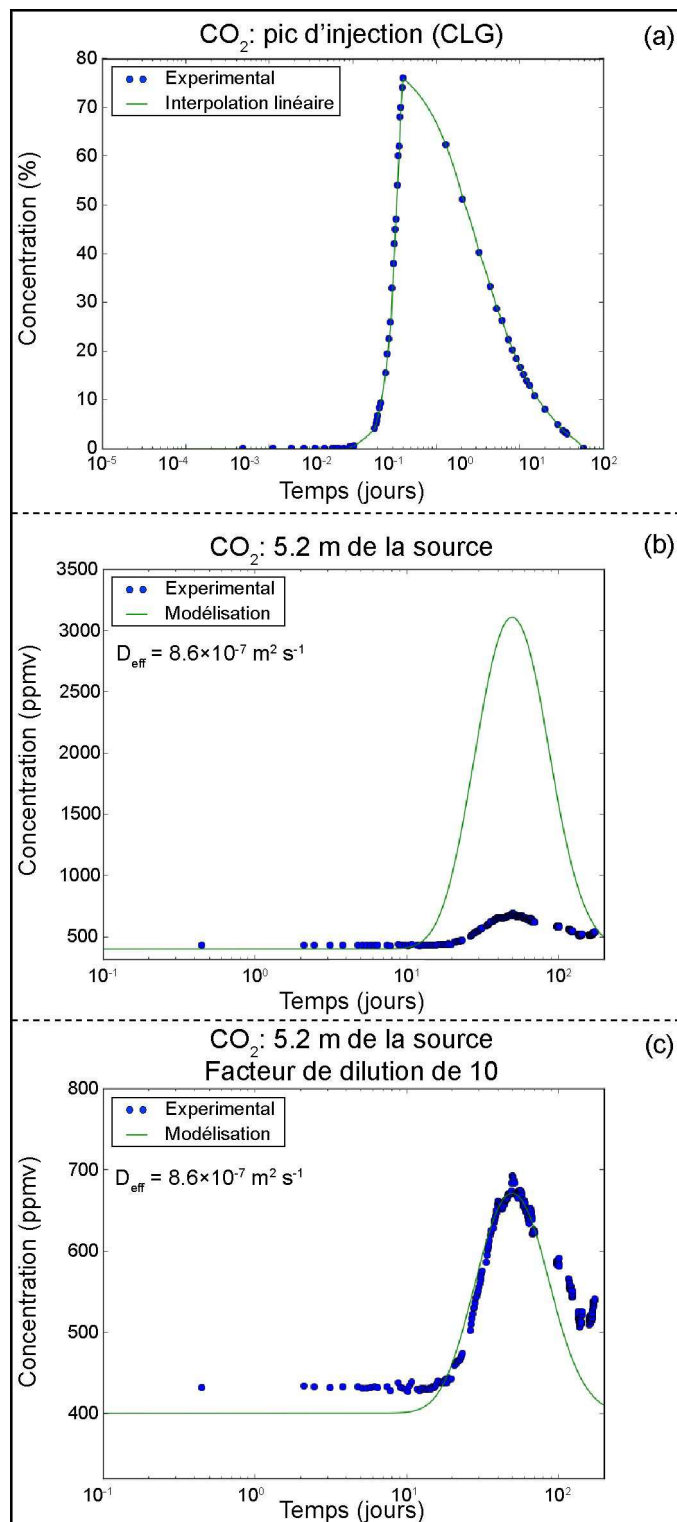 CO₂: pic d'injection (CLG)
(a)
Experimental
Interpolation linéaire
Concentration (%)
80
70
60
50
40
30
20
10
0
10⁻⁵ 10⁻⁴ 10⁻³ 10⁻² 10⁻¹ 10⁰ 10¹ 10²
Temps (jours)
CO₂: 5.2 m de la source
(b)
Experimental
Modélisation
D_eff = 8.6×10⁻⁷ m² s⁻¹
Concentration (ppmv)
3500
3000
2500
2000
1500
1000
500
10⁻¹ 10⁰ 10¹ 10²
Temps (jours)
CO₂: 5.2 m de la source
(c)
Facteur de dilution de 10
Experimental
Modélisation
D_eff = 8.6×10⁻⁷ m² s⁻¹
Concentration (ppmv)
800
700
600
500
400
10⁻¹ 10⁰ 10¹ 10²
Temps (jours)